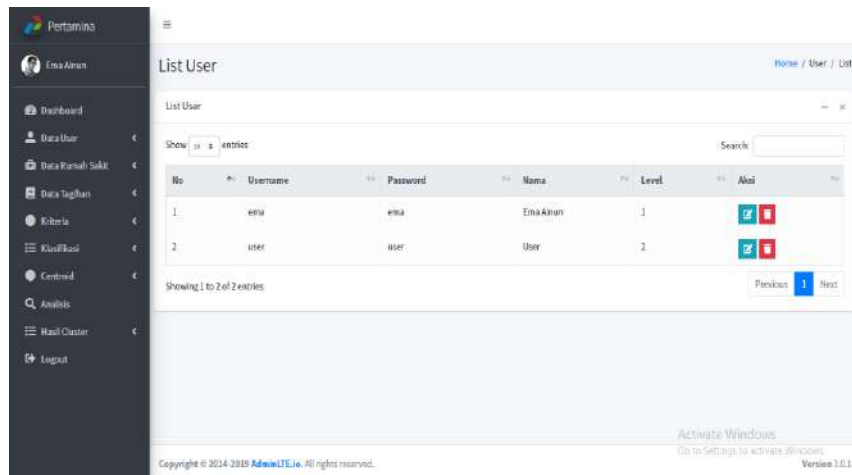 Pertamina
Ema Ainun
Dashboard
Data User
Data Rumah Sakit
Data Tagihan
Kriteria
Klasifikasi
Centroid
Analisis
Hasil Cluster
Logout
List User
Home / User / List
List User
Show 10 entries
Search:
No Username Password Nama Level Aksi
1 ema ema Ema Ainun 1
2 user user User 2
Showing 1 to 2 of 2 entries
Previous 1 Next
Activate Windows
Go to Settings to activate Windows.
Copyright © 2014-2019 AdminLTE.io. All rights reserved.
Version 1.0.1